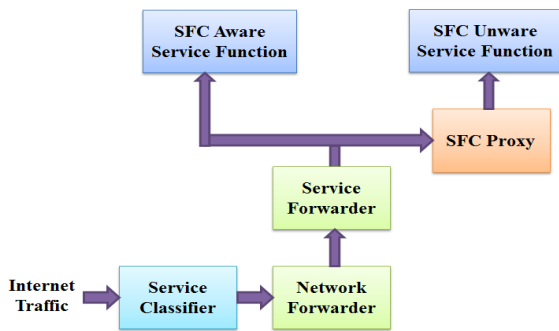 SFC Aware
Service Function
SFC Unware
Service Function
SFC Proxy
Service
Forwarder
Internet
Traffic
Service
Classifier
Network
Forwarder